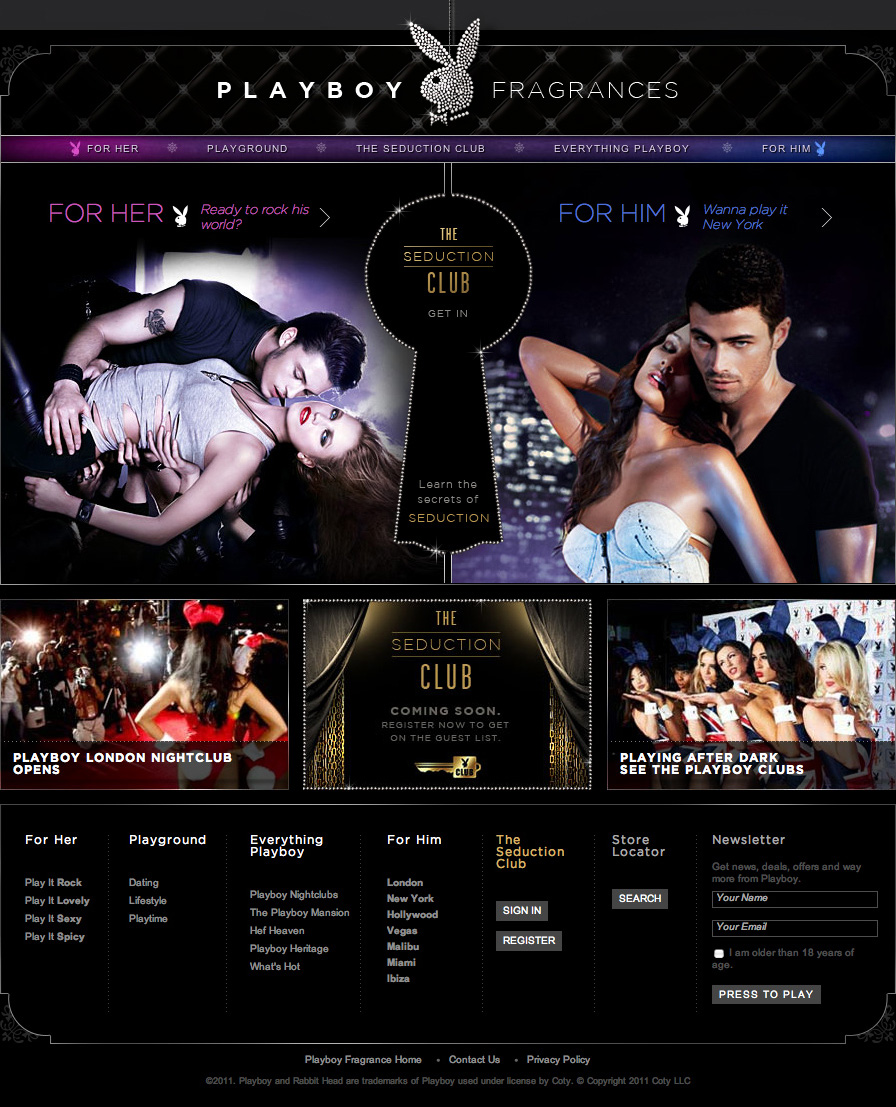 PLAYBOY FRAGRANCES
FOR HER
PLAYGROUND
THE SEDUCTION CLUB
EVERYTHING PLAYBOY
FOR HIM
FOR HER
Ready to rock his
world?
THE
SEDUCTION
CLUB
GET IN
Learn the
secrets of
SEDUCTION
FOR HIM
Wanna play it
New York
PLAYBOY LONDON NIGHTCLUB
OPENS
THE
SEDUCTION
CLUB
COMING SOON.
REGISTER NOW TO GET
ON THE GUEST LIST.
CLUB
PLAYING AFTER DARK
SEE THE PLAYBOY CLUBS
For Her
Play It Rock
Play It Lovely
Play It Sexy
Play It Spicy
Playground
Dating
Lifestyle
Playtime
Everything
Playboy
Playboy Nightclubs
The Playboy Mansion
Hef Heaven
Playboy Heritage
What's Hot
For Him
London
New York
Hollywood
Vegas
Malibu
Miami
Ibiza
The
Seduction
Club
SIGN IN
REGISTER
Store
Locator
SEARCH
Newsletter
Get news, deals, offers and way
more from Playboy.
Your Name
Your Email
I am older than 18 years of
age.
PRESS TO PLAY
Playboy Fragrance Home • Contact Us • Privacy Policy
©2011. Playboy and Rabbit Head are trademarks of Playboy used under license by Coty. © Copyright 2011 Coty LLC